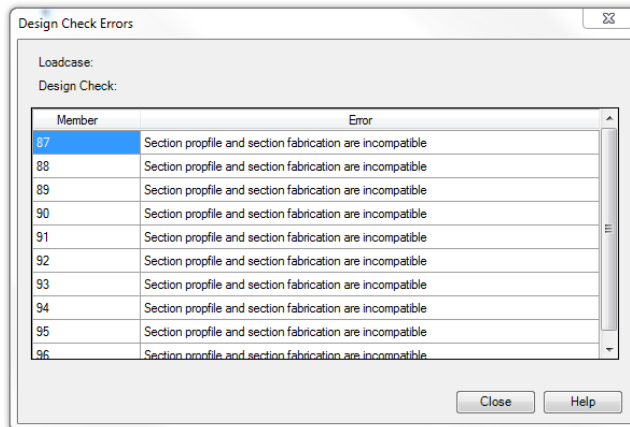 Design Check Errors
Loadcase:
Design Check:
Member Error
87 Section propfile and section fabrication are incompatible
88 Section propfile and section fabrication are incompatible
89 Section propfile and section fabrication are incompatible
90 Section propfile and section fabrication are incompatible
91 Section propfile and section fabrication are incompatible
92 Section propfile and section fabrication are incompatible
93 Section propfile and section fabrication are incompatible
94 Section propfile and section fabrication are incompatible
95 Section propfile and section fabrication are incompatible
96 Section propfile and section fabrication are incompatible
Close Help